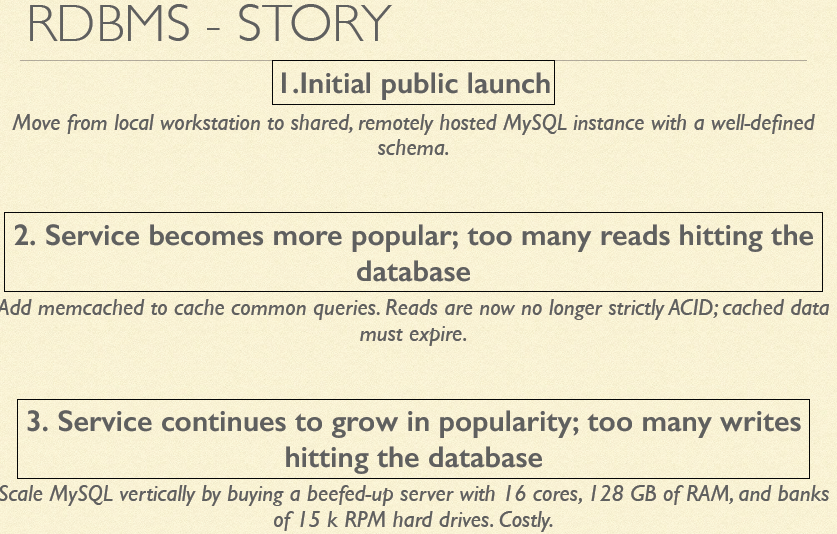 RDBMS - STORY
1.Initial public launch
Move from local workstation to shared, remotely hosted MySQL instance with a well-defined
schema.
2. Service becomes more popular; too many reads hitting the
database
Add memcached to cache common queries. Reads are now no longer strictly ACID; cached data
must expire.
3. Service continues to grow in popularity; too many writes
hitting the database
Scale MySQL vertically by buying a beefed-up server with 16 cores, 128 GB of RAM, and banks
of 15 k RPM hard drives. Costly.